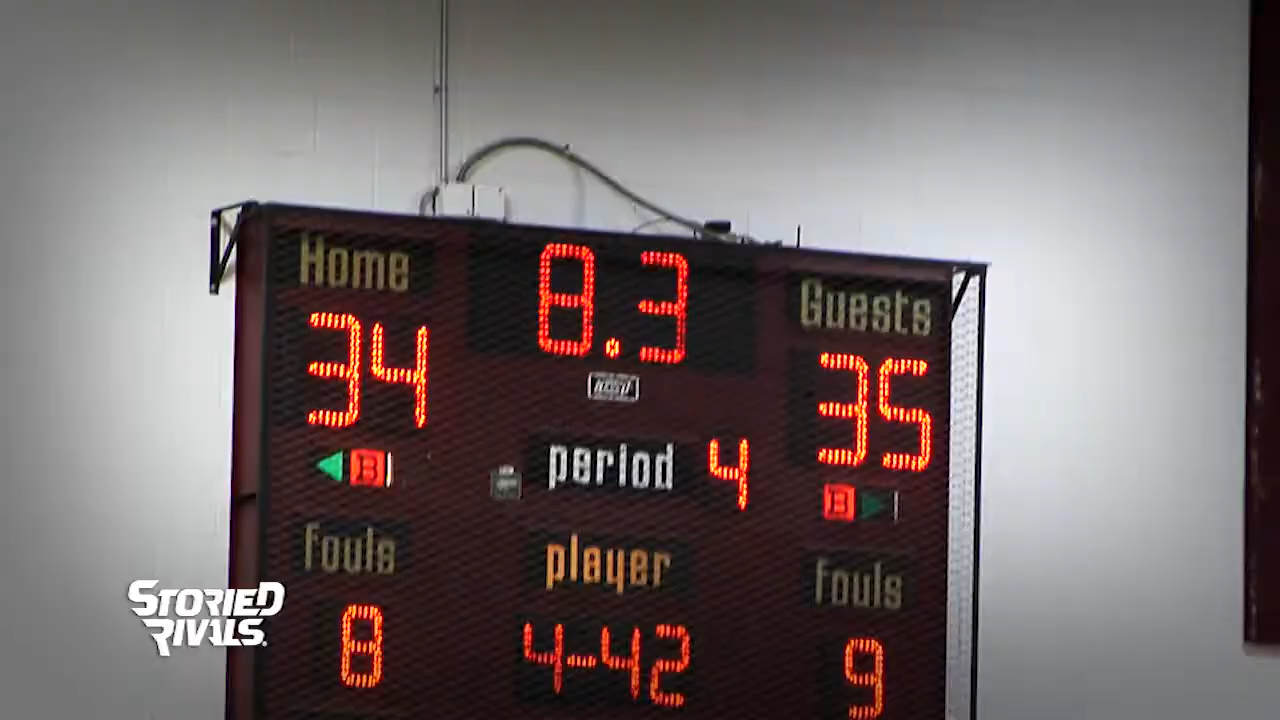 Home
8.3
Guests
34
35
B
period
4
B
fouls
player
fouls
8
4-42
9
STORIED
RIVALS